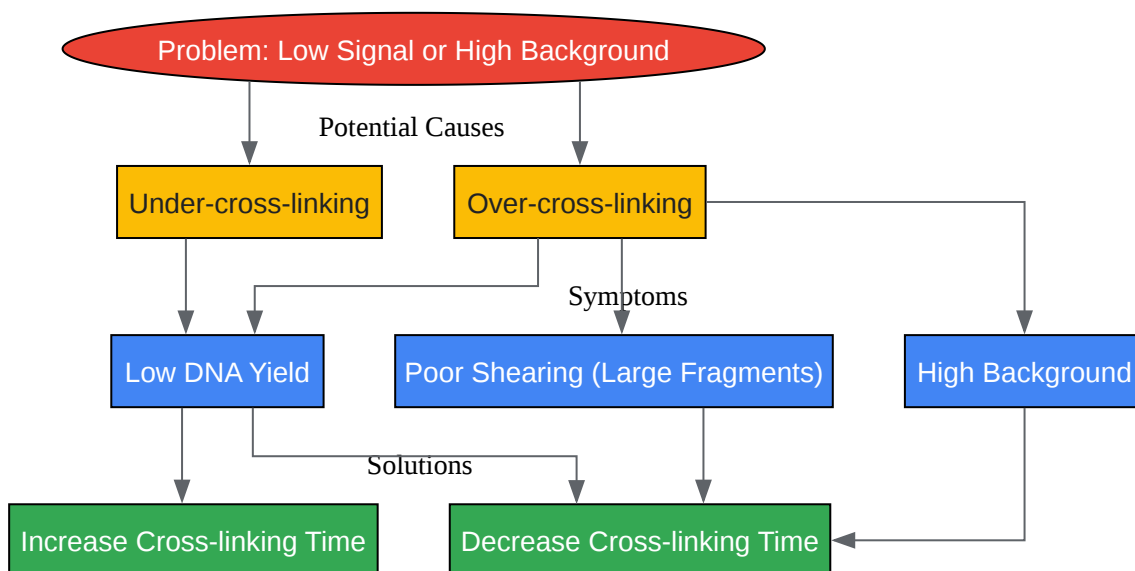 Problem: Low Signal or High Background
Potential Causes
Under-cross-linking
Over-cross-linking
Symptoms
Low DNA Yield
Poor Shearing (Large Fragments)
High Background
Solutions
Increase Cross-linking Time
Decrease Cross-linking Time